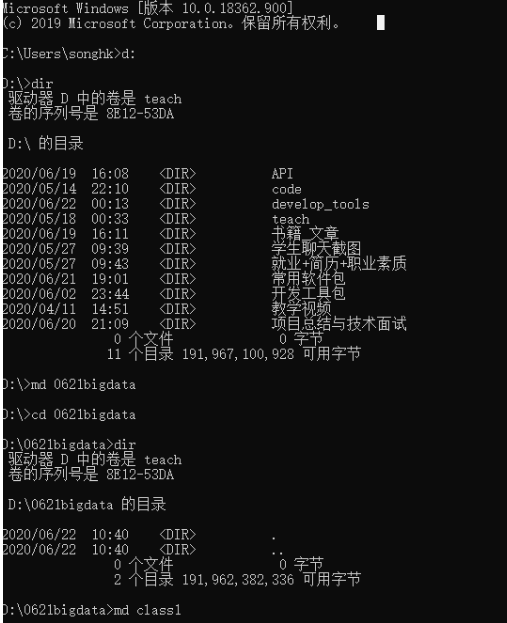 Microsoft Windows [版本 10.0.18362.900]
(c) 2019 Microsoft Corporation。保留所有权利。
C:\Users\songhk>d:
D:\>dir
驱动器 D 中的卷是 teach
卷的序列号是 8E12-53DA
D:\ 的目录
2020/06/19  16:08    <DIR>          API
2020/05/14  22:10    <DIR>          code
2020/06/22  00:13    <DIR>          develop_tools
2020/05/18  00:33    <DIR>          teach
2020/06/19  16:11    <DIR>          书籍_文章
2020/05/27  09:39    <DIR>          学生聊天截图
2020/05/27  09:43    <DIR>          就业+简历+职业素质
2020/06/21  19:01    <DIR>          常用软件包
2020/06/02  23:44    <DIR>          开发工具包
2020/04/11  14:51    <DIR>          教学视频
2020/06/20  21:09    <DIR>          项目总结与技术面试
0 个文件              0 字节
11 个目录 191,967,100,928 可用字节
D:\>md 0621bigdata
D:\>cd 0621bigdata
D:\0621bigdata>dir
驱动器 D 中的卷是 teach
卷的序列号是 8E12-53DA
D:\0621bigdata 的目录
2020/06/22  10:40    <DIR>          .
2020/06/22  10:40    <DIR>          ..
0 个文件              0 字节
2 个目录 191,962,382,336 可用字节
D:\0621bigdata>md class1